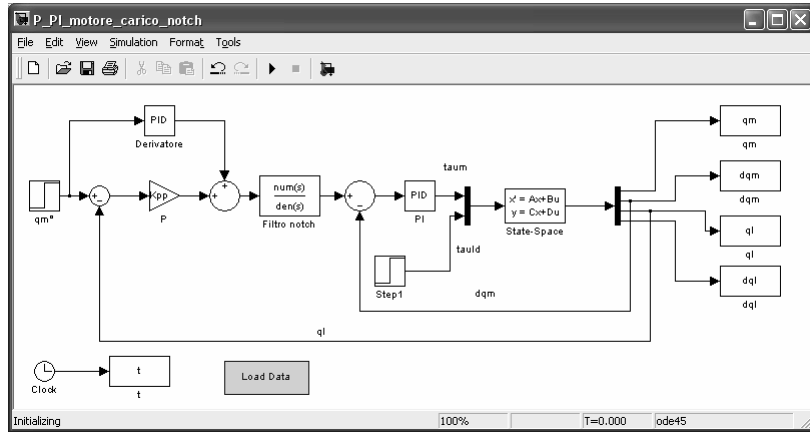 P_PI_motore_carico_notch
File Edit View Simulation Format Tools
PID
Derivatore
qm*
Kpp
P
num(s)
den(s)
Filtro notch
PID
PI
taum
tauld
Step1
x' = Ax+Bu
y = Cx+Du
State-Space
dqm
ql
qm
qm
dqm
dqm
ql
ql
dql
dql
Clock
t
t
Load Data
Initializing 100% T=0.000 ode45